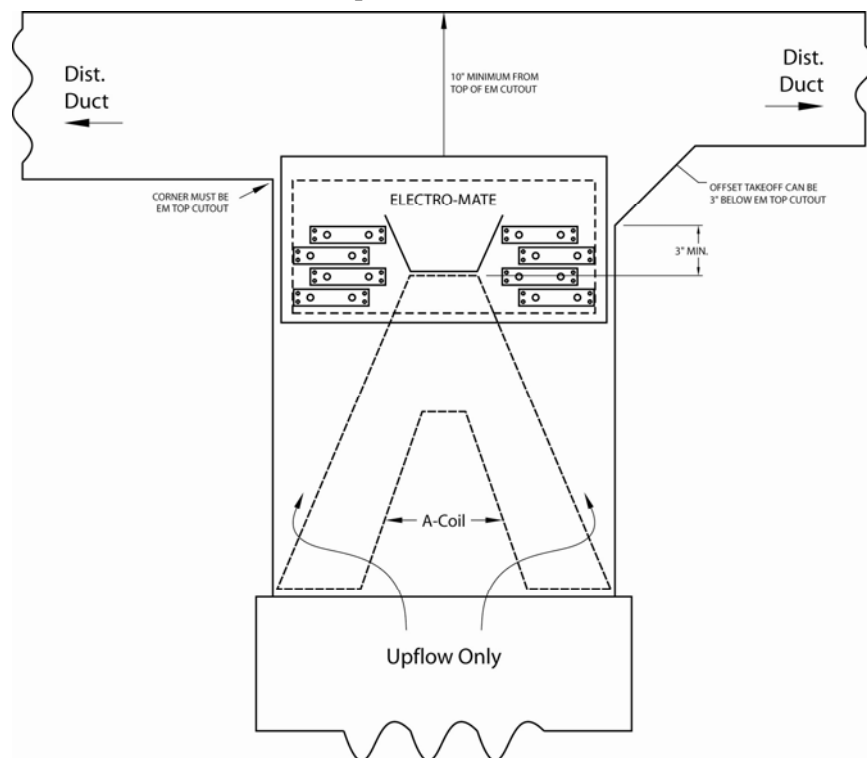 Dist.
Duct
10" MINIMUM FROM
TOP OF EM CUTOUT
Dist.
Duct
CORNER MUST BE
EM TOP CUTOUT
ELECTRO-MATE
OFFSET TAKEOFF CAN BE
3" BELOW EM TOP CUTOUT
3" MIN.
A-Coil
Upflow Only